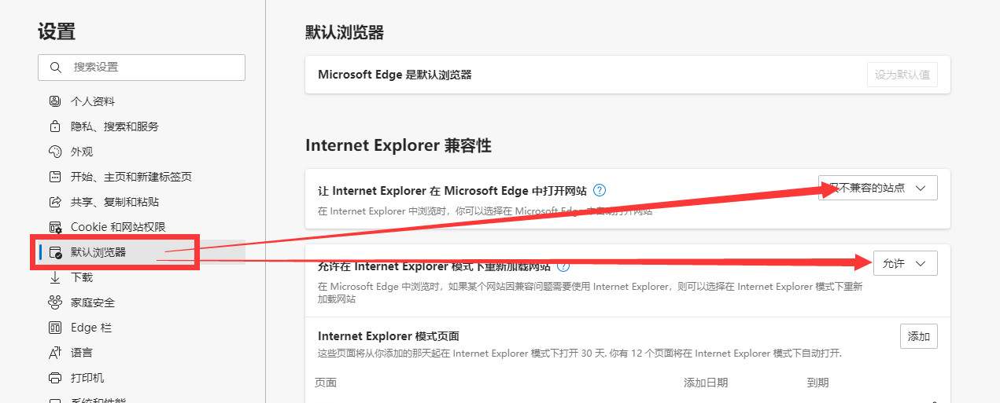 设置
搜索设置
个人资料
隐私、搜索和服务
外观
开始、主页和新建标签页
共享、复制和粘贴
Cookie 和网站权限
默认浏览器
下载
家庭安全
Edge 栏
语言
打印机
系统和性能
默认浏览器
Microsoft Edge 是默认浏览器
设为默认值
Internet Explorer 兼容性
让 Internet Explorer 在 Microsoft Edge 中打开网站
仅不兼容的站点
在 Internet Explorer 中浏览时，你可以选择在 Microsoft Edge 中自动打开网站
允许在 Internet Explorer 模式下重新加载网站
允许
在 Microsoft Edge 中浏览时，如果某个网站因兼容问题需要使用 Internet Explorer，则可以选择在 Internet Explorer 模式下重新
加载网站
Internet Explorer 模式页面
添加
这些页面将从你添加的那天起在 Internet Explorer 模式下打开 30 天. 你有 12 个页面将在 Internet Explorer 模式下自动打开.
页面 添加日期 到期